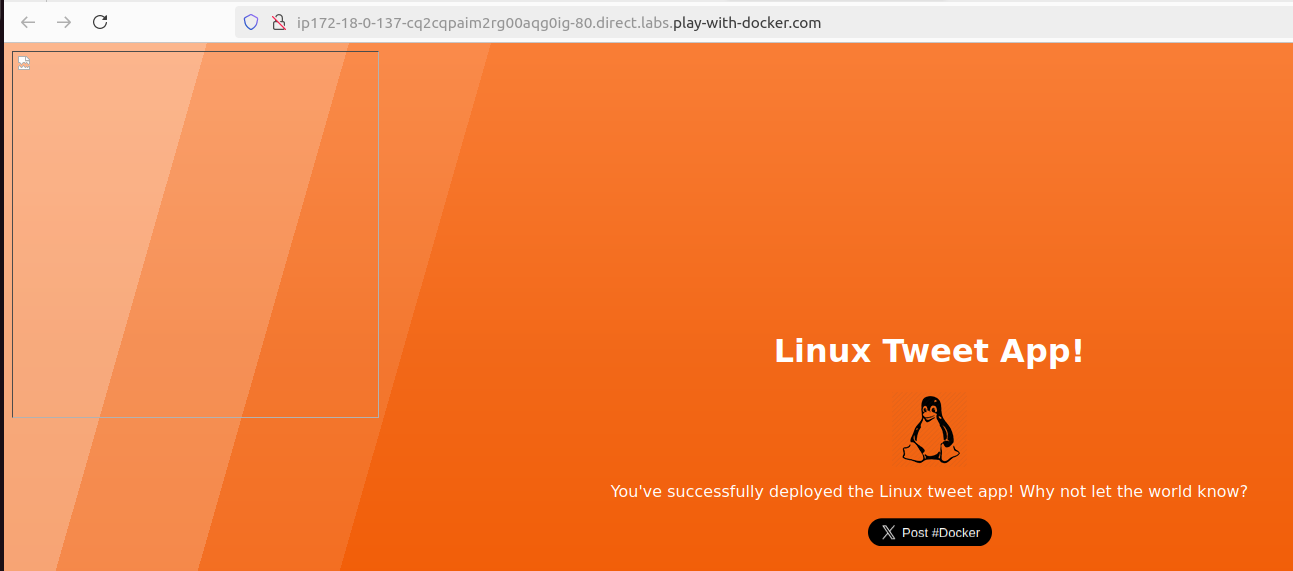 ip172-18-0-137-cq2cqpaim2rg00aqg0ig-80.direct.labs.play-with-docker.com
Linux Tweet App!
You've successfully deployed the Linux tweet app! Why not let the world know?
Post #Docker